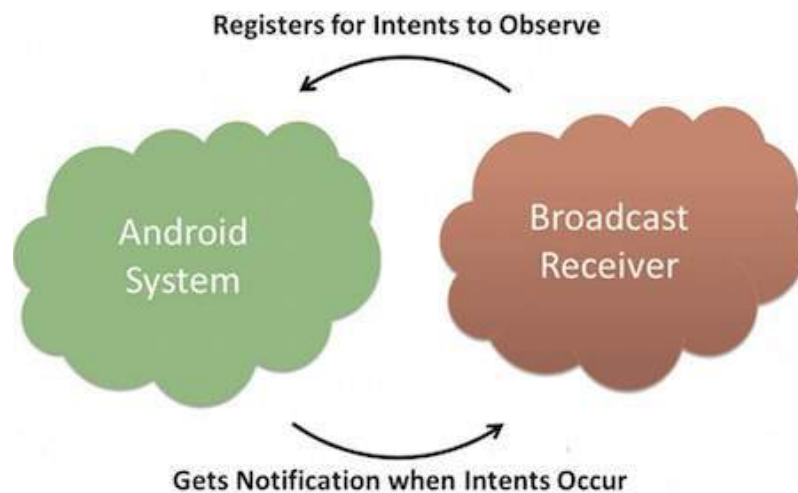 Registers for Intents to Observe
Android
System
Broadcast
Receiver
Gets Notification when Intents Occur